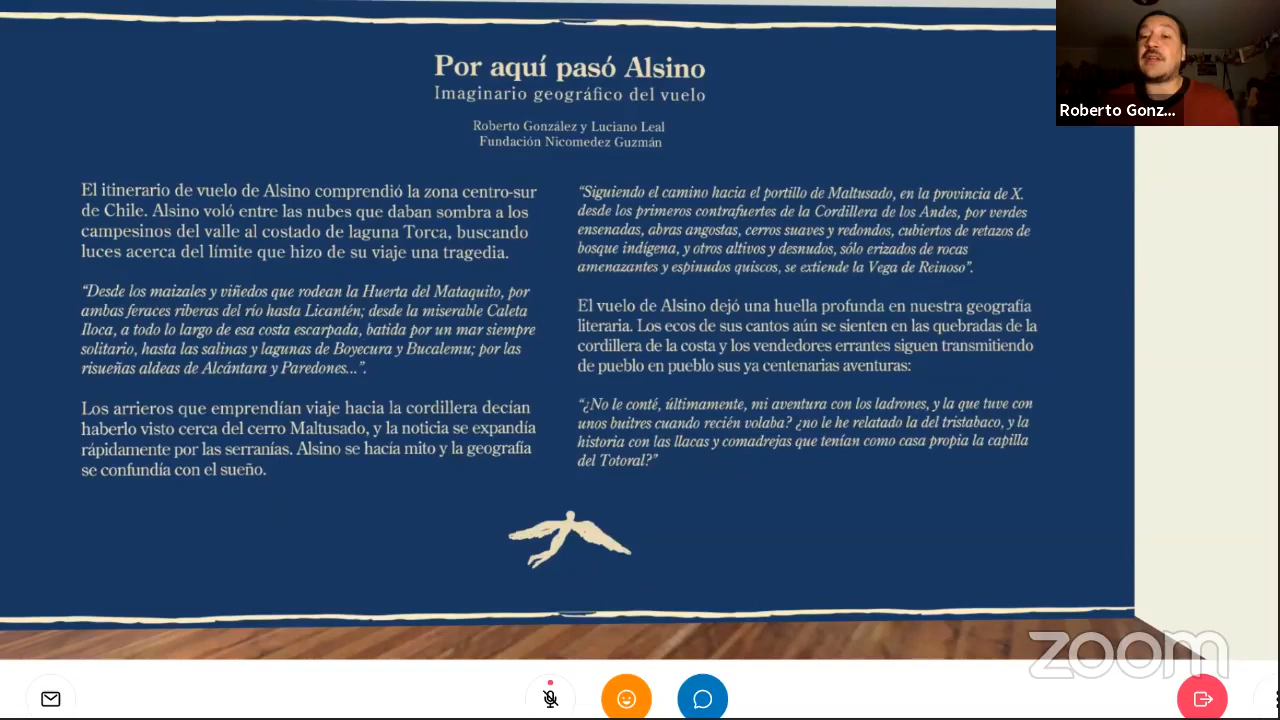 Por aquí pasó Alsino
Imaginario geográfico del vuelo
Roberto González y Luciano Leal
Fundación Nicomedez Guzmán
El itinerario de vuelo de Alsino comprendió la zona centro-sur
de Chile. Alsino voló entre las nubes que daban sombra a los
campesinos del valle al costado de laguna Torca, buscando
luces acerca del límite que hizo de su viaje una tragedia.
“Desde los maizales y viñedos que rodean la Huerta del Mataquito, por
ambas feraces riberas del río hasta Licantén; desde la miserable Caleta
Iloca, a todo lo largo de esa costa escarpada, batida por un mar siempre
solitario, hasta las salinas y lagunas de Boyecura y Bucalemu; por las
risueñas aldeas de Alcántara y Paredones...”.
Los arrieros que emprendían viaje hacia la cordillera decían
haberlo visto cerca del cerro Maltusado, y la noticia se expandía
rápidamente por las serranías. Alsino se hacía mito y la geografía
se confundía con el sueño.
“Siguiendo el camino hacia el portillo de Maltusado, en la provincia de X.
desde los primeros contrafuertes de la Cordillera de los Andes, por verdes
ensenadas, abras angostas, cerros suaves y redondos, cubiertos de retazos de
bosque indígena, y otros altivos y desnudos, sólo erizados de rocas
amenazantes y espinudos quiscos, se extiende la Vega de Reinoso”.
El vuelo de Alsino dejó una huella profunda en nuestra geografía
literaria. Los ecos de sus cantos aún se sienten en las quebradas de la
cordillera de la costa y los vendedores errantes siguen transmitiendo
de pueblo en pueblo sus ya centenarias aventuras:
“¿No le conté, últimamente, mi aventura con los ladrones, y la que tuve con
unos buitres cuando recién volaba? ¿no le he relatado la del tristabaco, y la
historia con las llacas y comadrejas que tenían como casa propia la capilla
del Totoral?”
Roberto Gonz...
zoom